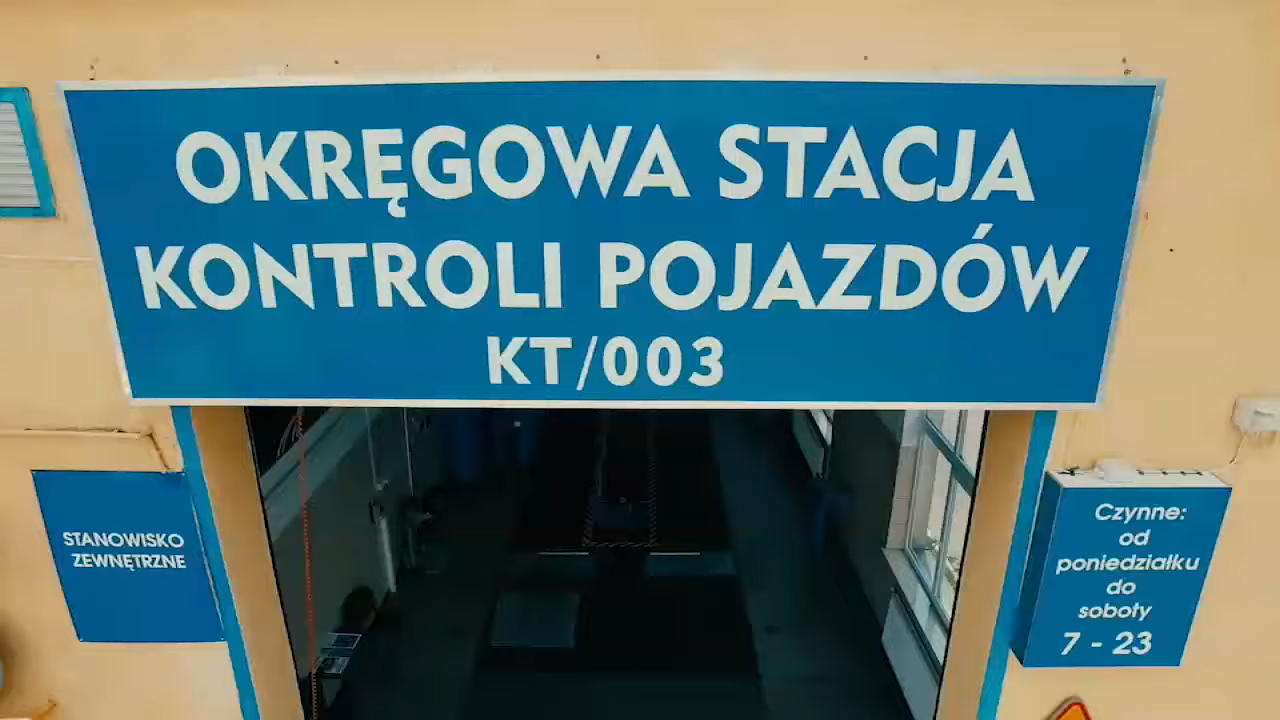 OKRĘGOWA STACJA
KONTROLI POJAZDÓW
KT/003
STANOWISKO
ZEWNĘTRZNE
Czynne:
od
poniedziałku
do
soboty
7 - 23